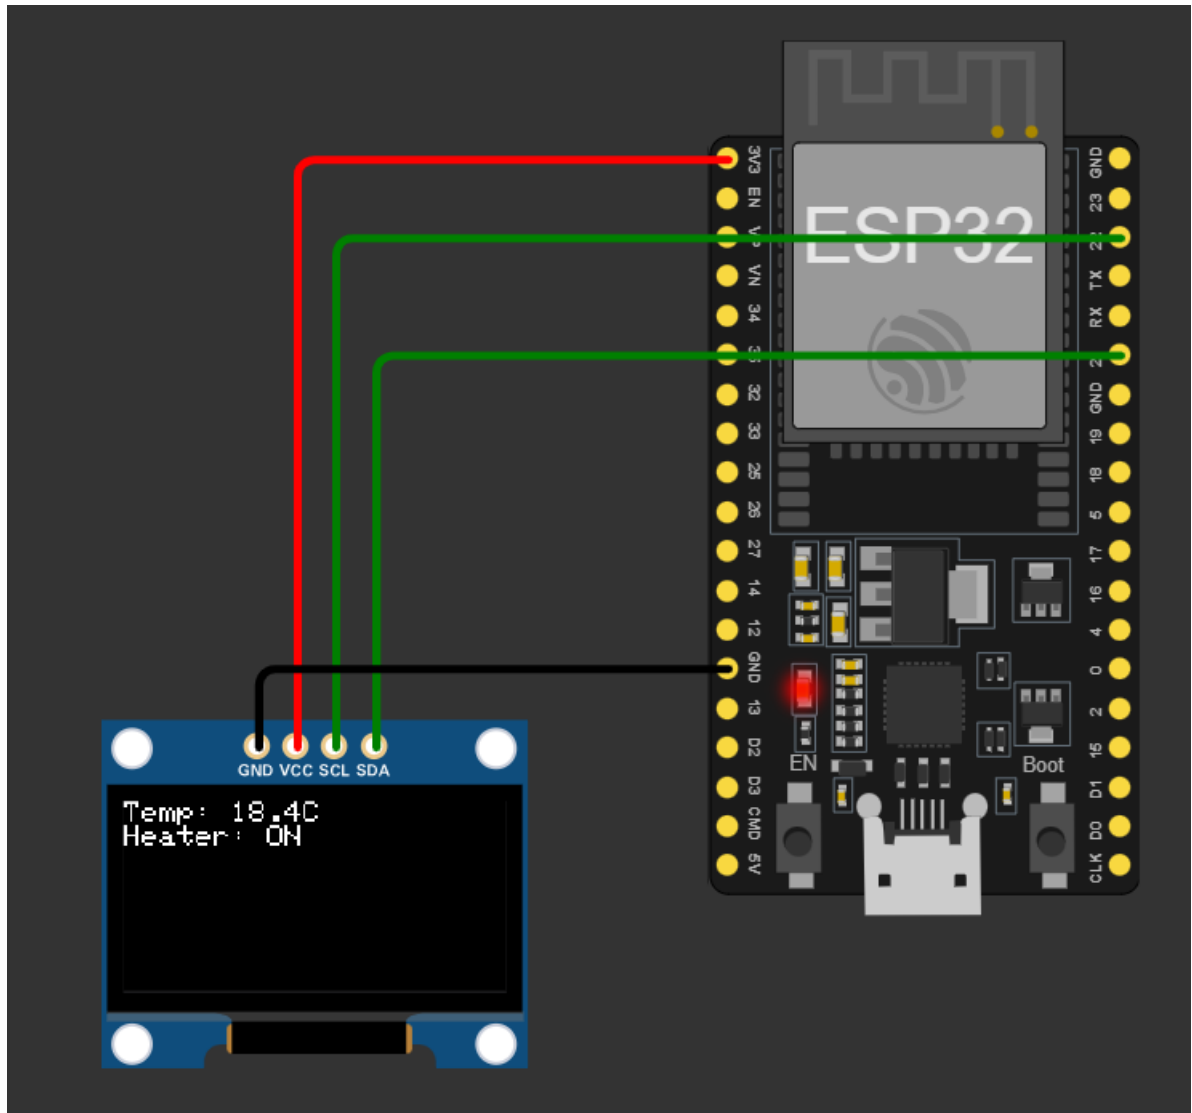 ESP32
3V3
EN
VN
34
32
33
25
26
27
14
12
GND
13
D2
D3
CMD
5V
GND
23
22
TX
RX
GND
19
18
5
17
16
4
0
2
15
D1
D0
CLK
EN
Boot
GND VCC SCL SDA
Temp: 18.4C
Heater: ON